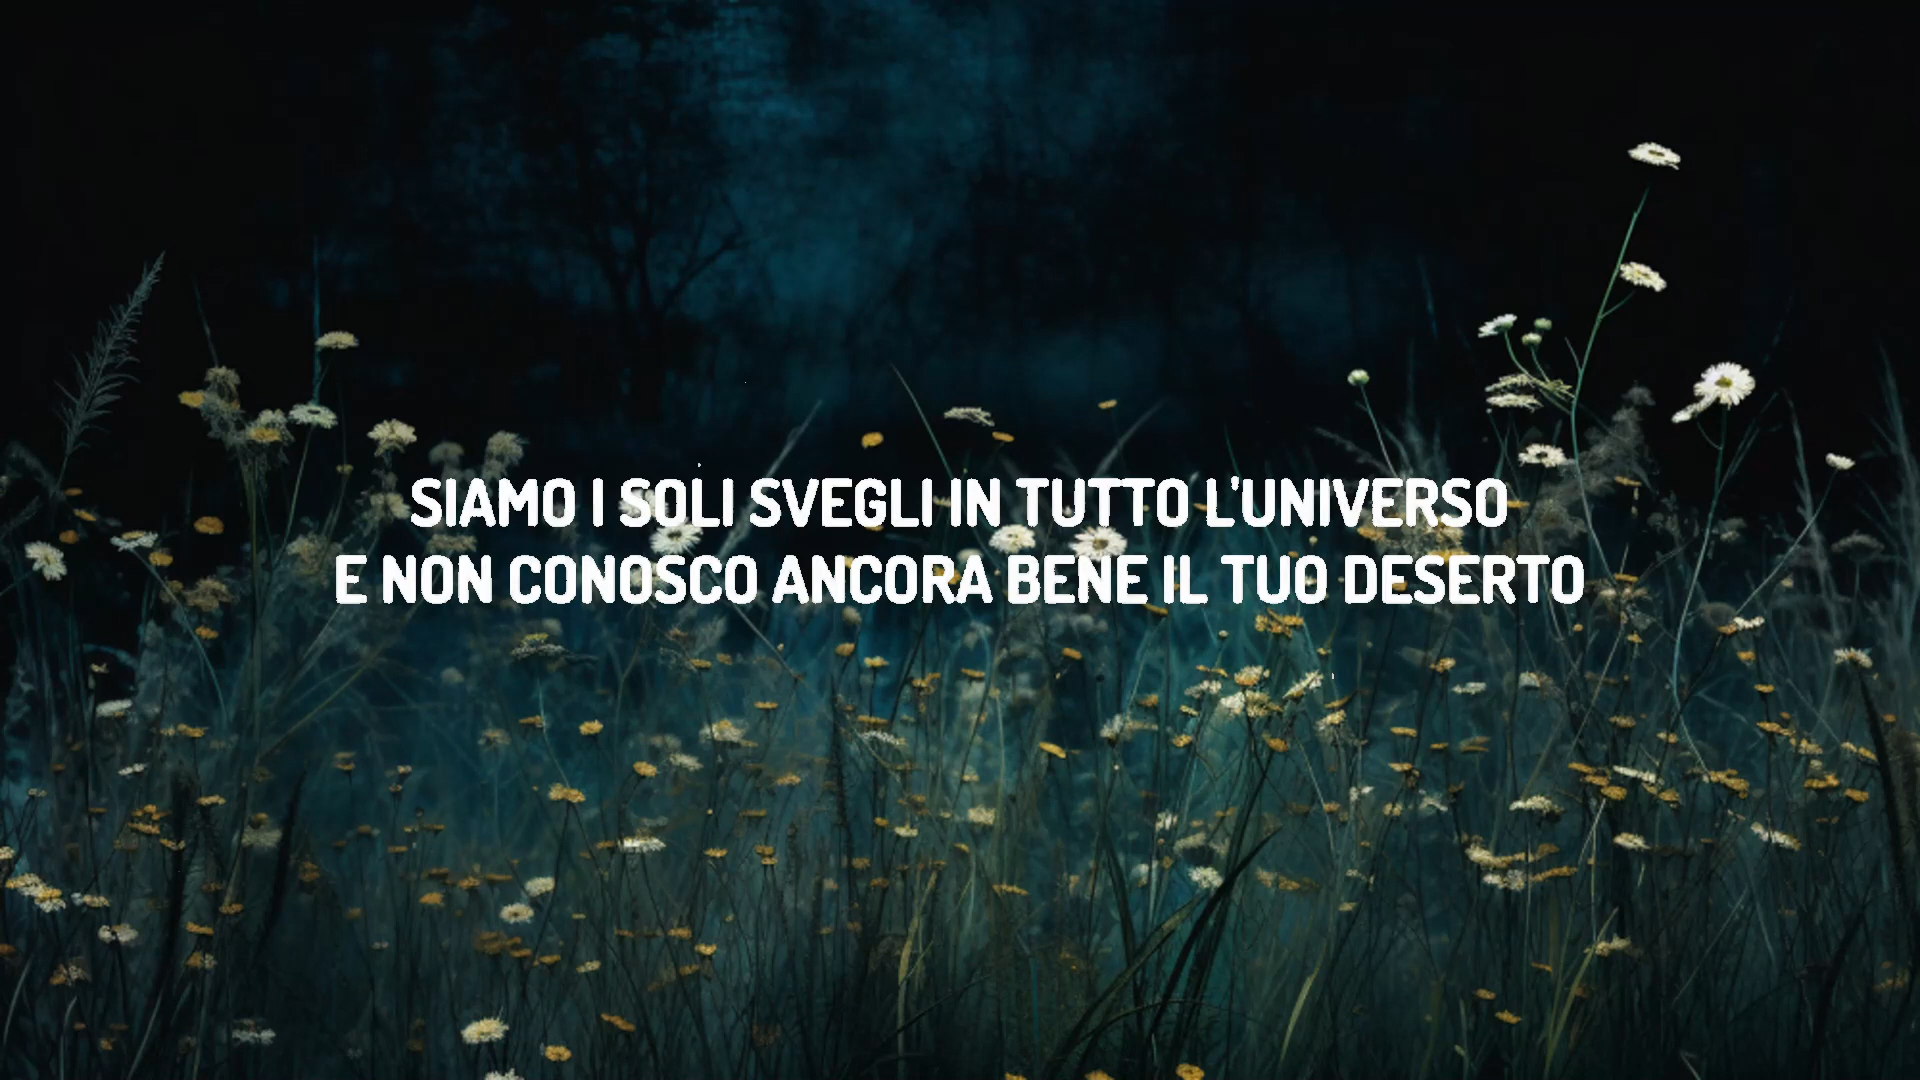 SIAMO I SOLI SVEGLI IN TUTTO L'UNIVERSO
E NON CONOSCO ANCORA BENE IL TUO DESERTO